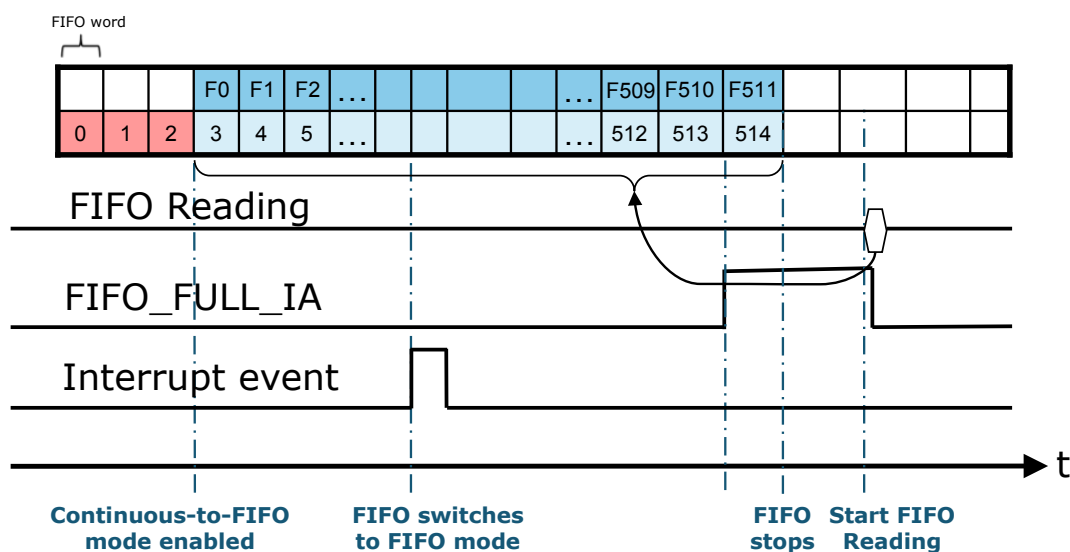 FIFO word
F0 F1 F2 ... ... F509 F510 F511
0 1 2 3 4 5 ... ... 512 513 514
FIFO Reading
FIFO_FULL_IA
Interrupt event
t
Continuous-to-FIFO
mode enabled
FIFO switches
to FIFO mode
FIFO
stops
Start FIFO
Reading